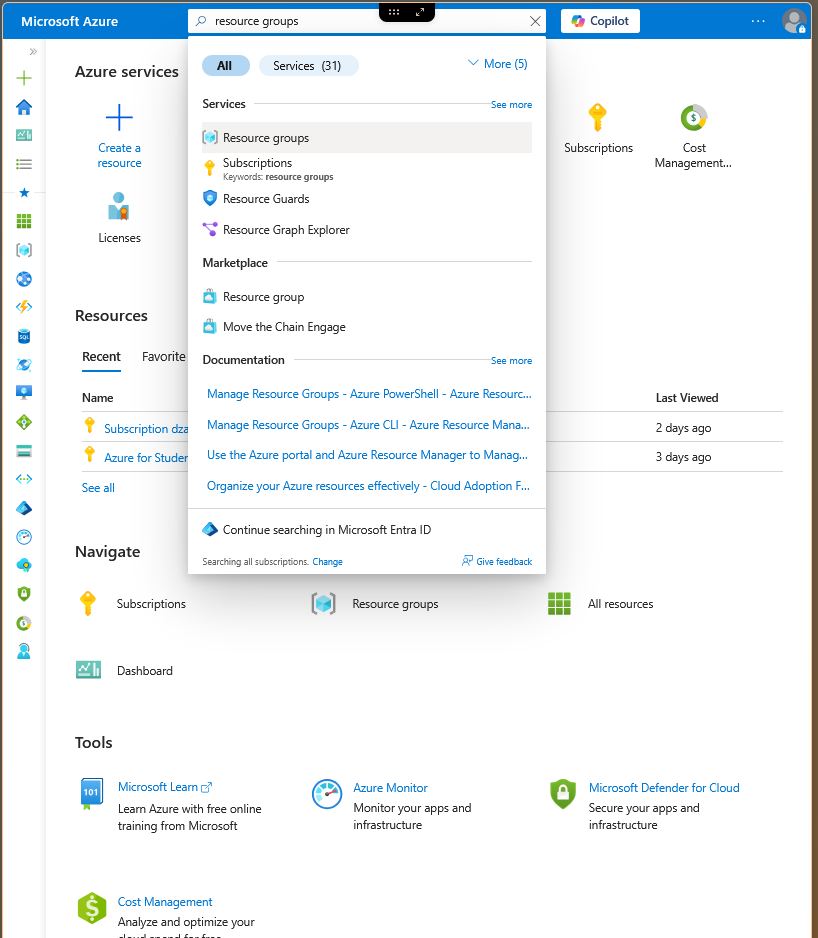 Microsoft Azure
resource groups
Copilot
All
Services (31)
More (5)
Services
See more
Resource groups
Subscriptions
Keywords: resource groups
Resource Guards
Resource Graph Explorer
Marketplace
Resource group
Move the Chain Engage
Documentation
See more
Manage Resource Groups - Azure PowerShell - Azure Resourc...
Manage Resource Groups - Azure CLI - Azure Resource Mana...
Use the Azure portal and Azure Resource Manager to Manag...
Organize your Azure resources effectively - Cloud Adoption F...
Continue searching in Microsoft Entra ID
Searching all subscriptions. Change
Give feedback
Azure services
Create a
resource
Subscriptions
Cost
Management...
Licenses
Resources
Recent
Favorite
Name
Last Viewed
Subscription dza
2 days ago
Azure for Studer
3 days ago
See all
Navigate
Subscriptions
Resource groups
All resources
Dashboard
Tools
101
Microsoft Learn
Learn Azure with free online
training from Microsoft
Azure Monitor
Monitor your apps and
infrastructure
Microsoft Defender for Cloud
Secure your apps and
infrastructure
Cost Management
Analyze and optimize your
cloud spend for free